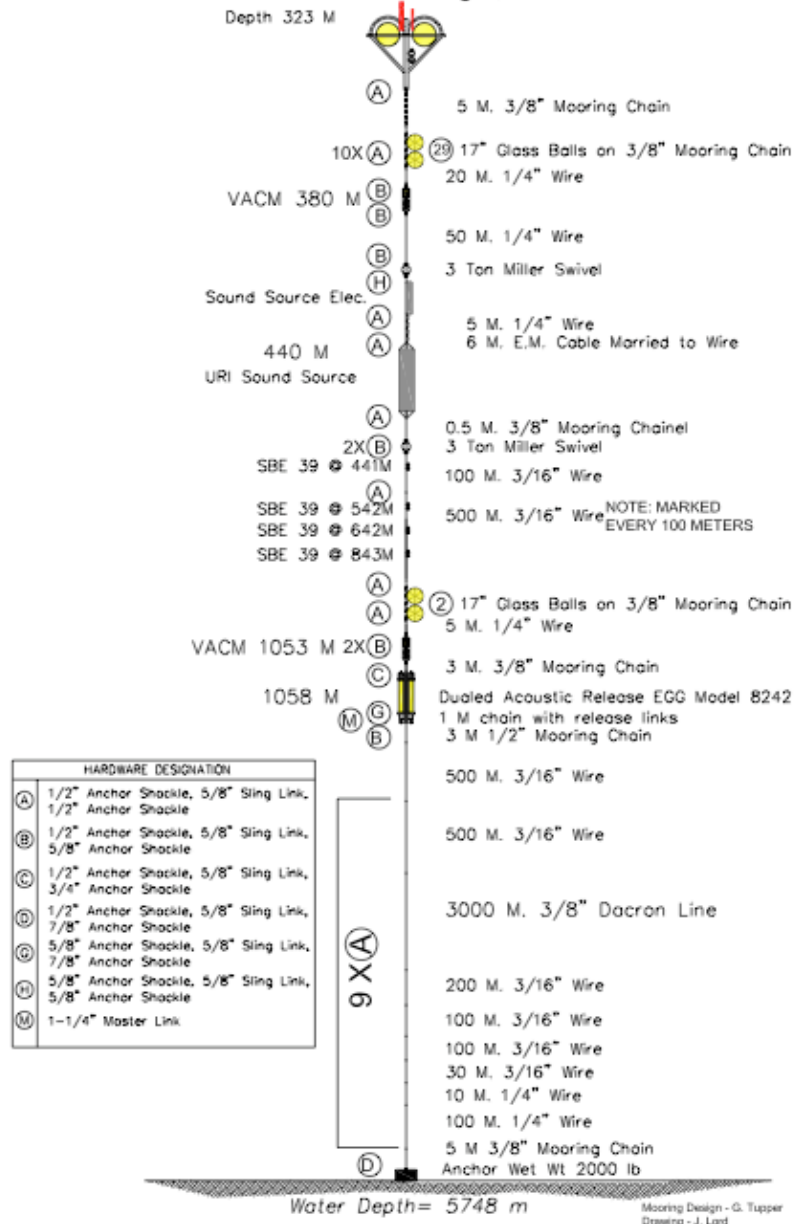 Depth 323 M
A
5 M. 3/8" Mooring Chain
10X A
29 17" Glass Balls on 3/8" Mooring Chain
20 M. 1/4" Wire
VACM 380 M B
B
50 M. 1/4" Wire
B
3 Ton Miller Swivel
H
Sound Source Elec.
A
5 M. 1/4" Wire
A
6 M. E.M. Cable Married to Wire
440 M
URI Sound Source
A
0.5 M. 3/8" Mooring Chainel
2X B
3 Ton Miller Swivel
SBE 39 @ 441M
100 M. 3/16" Wire
A
SBE 39 @ 542M
500 M. 3/16" Wire NOTE: MARKED
EVERY 100 METERS
SBE 39 @ 642M
SBE 39 @ 843M
A
2 17" Glass Balls on 3/8" Mooring Chain
A
5 M. 1/4" Wire
VACM 1053 M 2X B
3 M. 3/8" Mooring Chain
C
1058 M
Dualed Acoustic Release EGG Model 8242
M G
1 M chain with release links
B
3 M 1/2" Mooring Chain
500 M. 3/16" Wire
500 M. 3/16" Wire
3000 M. 3/8" Dacron Line
200 M. 3/16" Wire
100 M. 3/16" Wire
100 M. 3/16" Wire
30 M. 3/16" Wire
10 M. 1/4" Wire
100 M. 1/4" Wire
5 M 3/8" Mooring Chain
D
Anchor Wet Wt 2000 lb
9 X A
HARDWARE DESIGNATION
A 1/2" Anchor Shackle, 5/8" Sling Link,
1/2" Anchor Shackle
B 1/2" Anchor Shackle, 5/8" Sling Link,
5/8" Anchor Shackle
C 1/2" Anchor Shackle, 5/8" Sling Link,
3/4" Anchor Shackle
D 1/2" Anchor Shackle, 5/8" Sling Link,
7/8" Anchor Shackle
G 5/8" Anchor Shackle, 5/8" Sling Link,
7/8" Anchor Shackle
H 5/8" Anchor Shackle, 5/8" Sling Link,
5/8" Anchor Shackle
M 1-1/4" Master Link
Water Depth= 5748 m
Mooring Design - G. Tupper
Drawing - J. Lord